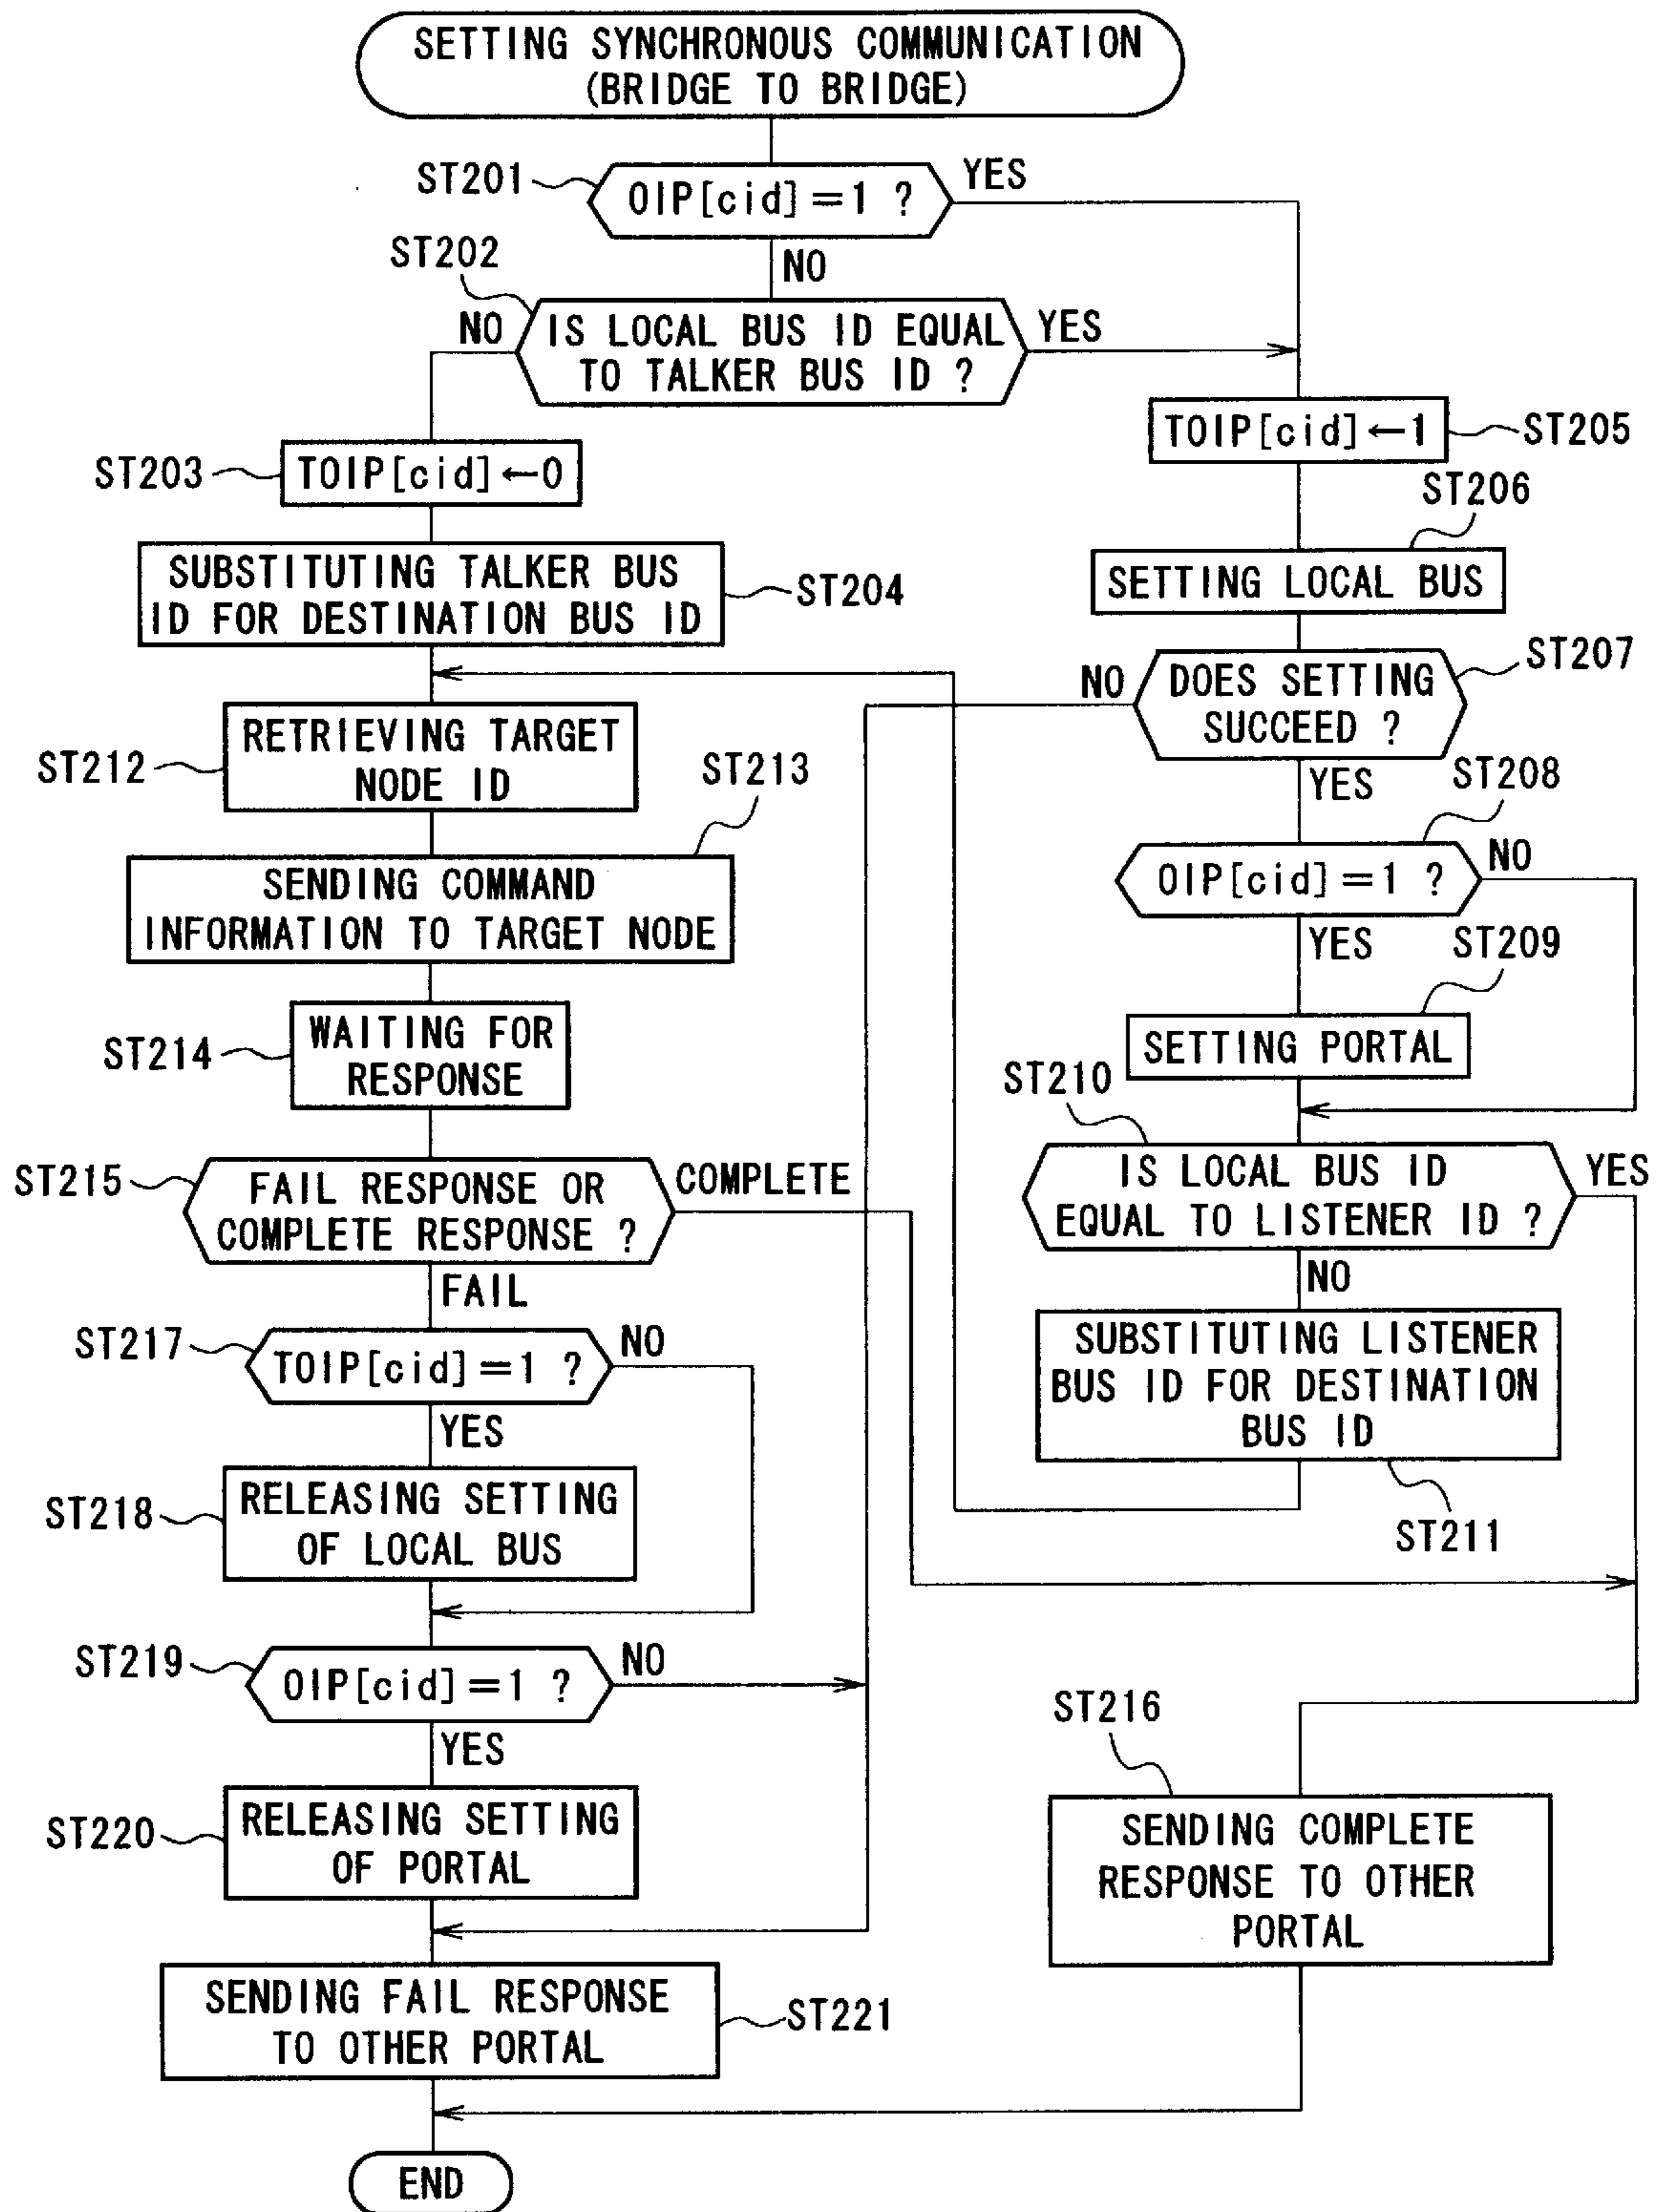 SETTING SYNCHRONOUS COMMUNICATION
(BRIDGE TO BRIDGE)
ST201
OIP[cid]=1 ?
YES
NO
ST202
IS LOCAL BUS ID EQUAL
TO TALKER BUS ID ?
NO
YES
ST203
TOIP[cid]←0
TOIP[cid]←1
ST205
SUBSTITUTING TALKER BUS
ID FOR DESTINATION BUS ID
ST204
ST206
SETTING LOCAL BUS
ST207
DOES SETTING
SUCCEED ?
NO
YES
ST212
RETRIEVING TARGET
NODE ID
ST208
OIP[cid]=1 ?
NO
YES
ST213
SENDING COMMAND
INFORMATION TO TARGET NODE
ST209
SETTING PORTAL
ST214
WAITING FOR
RESPONSE
ST210
IS LOCAL BUS ID
EQUAL TO LISTENER ID ?
YES
NO
ST215
FAIL RESPONSE OR
COMPLETE RESPONSE ?
COMPLETE
FAIL
SUBSTITUTING LISTENER
BUS ID FOR DESTINATION
BUS ID
ST211
ST217
TOIP[cid]=1 ?
NO
YES
ST218
RELEASING SETTING
OF LOCAL BUS
ST219
OIP[cid]=1 ?
NO
YES
ST220
RELEASING SETTING
OF PORTAL
ST216
SENDING COMPLETE
RESPONSE TO OTHER
PORTAL
SENDING FAIL RESPONSE
TO OTHER PORTAL
ST221
END